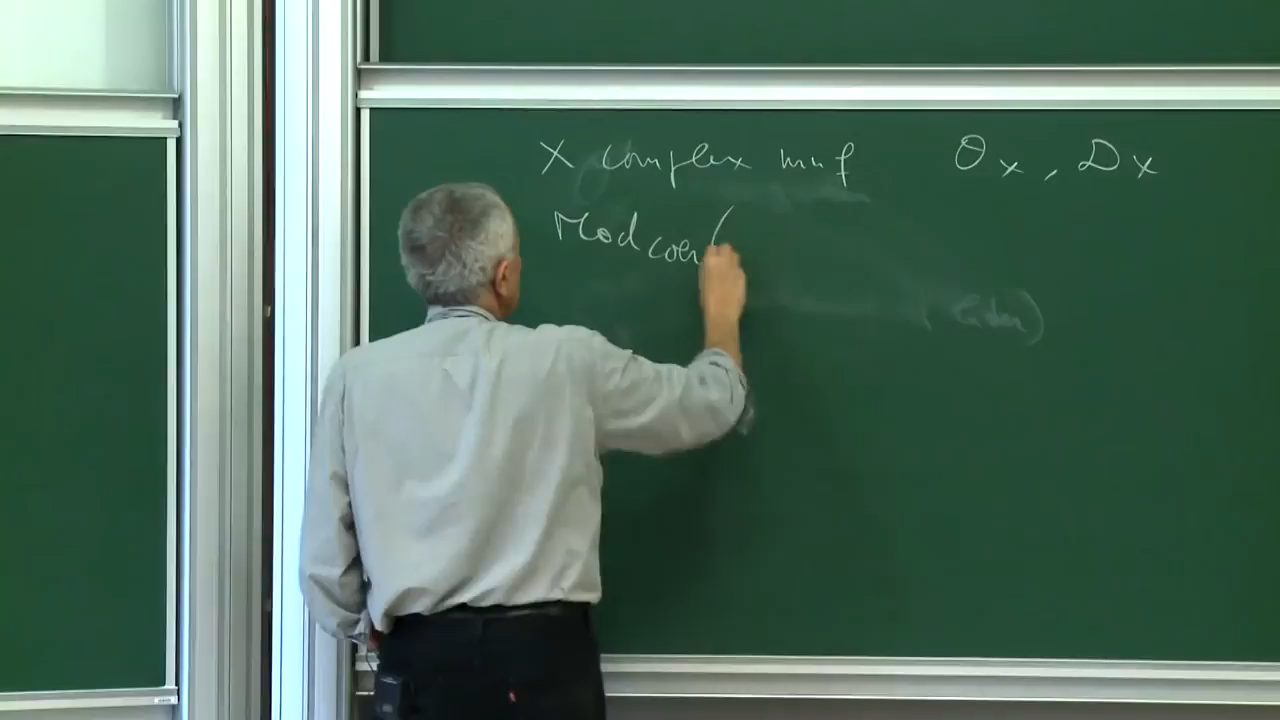 X complex mnf O_X, D_X
Mod coh (